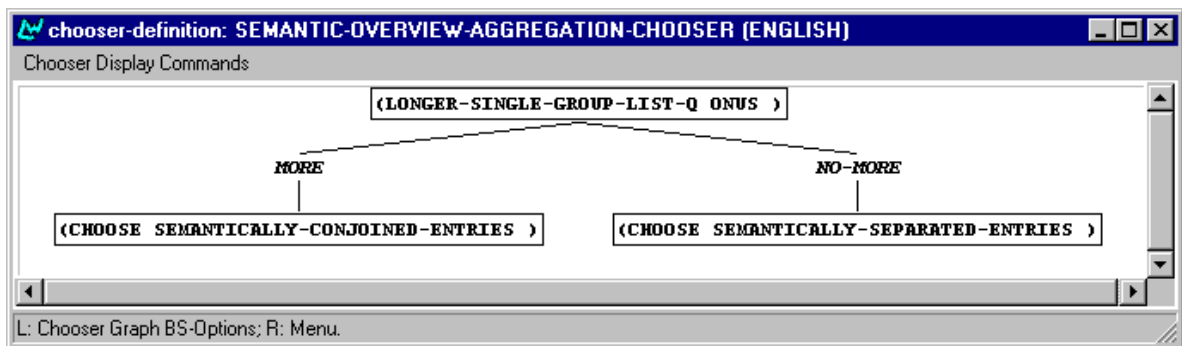 chooser-definition: SEMANTIC-OVERVIEW-AGGREGATION-CHOOSER (ENGLISH)
Chooser Display Commands
(LONGER-SINGLE-GROUP-LIST-Q ONUS )
MORE NO-MORE
(CHOOSE SEMANTICALLY-CONJOINED-ENTRIES ) (CHOOSE SEMANTICALLY-SEPARATED-ENTRIES )
L: Chooser Graph BS-Options; R: Menu.